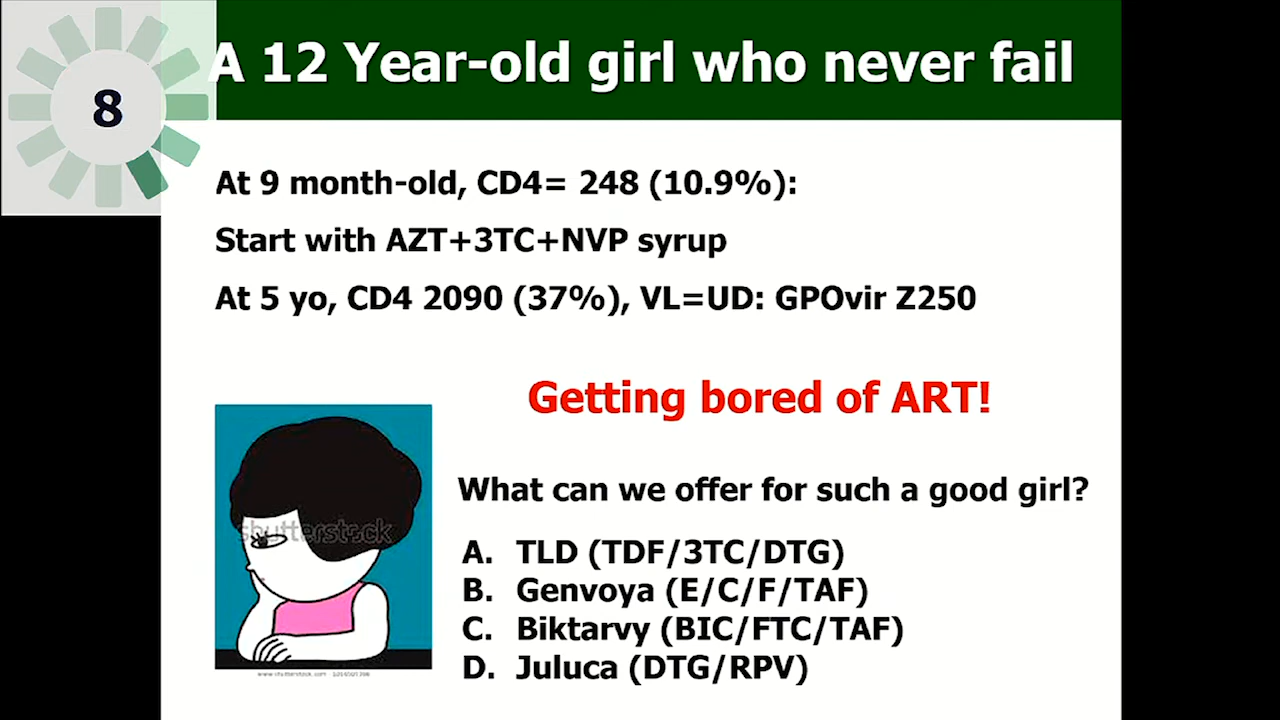 8
A 12 Year-old girl who never fail
At 9 month-old, CD4= 248 (10.9%):
Start with AZT+3TC+NVP syrup
At 5 yo, CD4 2090 (37%), VL=UD: GPOvir Z250
Getting bored of ART!
What can we offer for such a good girl?
A. TLD (TDF/3TC/DTG)
B. Genvoya (E/C/F/TAF)
C. Biktarvy (BIC/FTC/TAF)
D. Juluca (DTG/RPV)
shutterstock
www.shutterstock.com